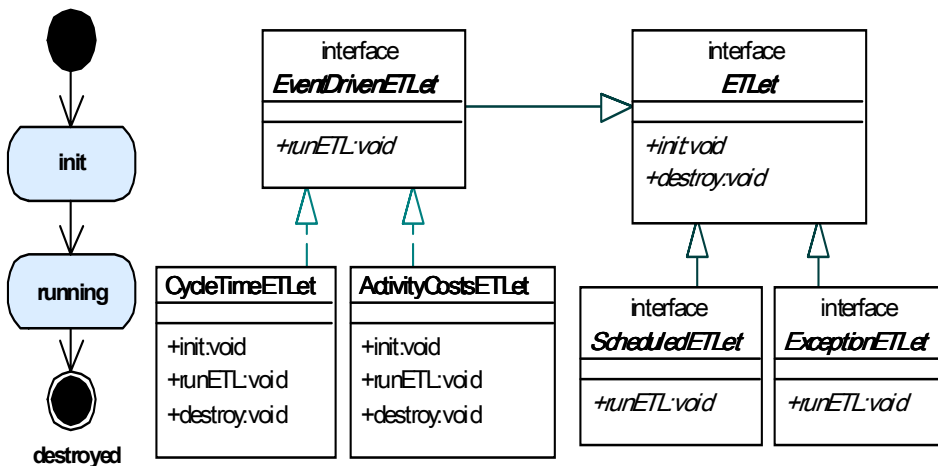 init
running
destroyed
interface
EventDrivenETLet
+runETL:void
interface
ETLet
+init:void
+destroy:void
CycleTimeETLet
+init:void
+runETL:void
+destroy:void
ActivityCostsETLet
+init:void
+runETL:void
+destroy:void
interface
ScheduledETLet
+runETL:void
interface
ExceptionETLet
+runETL:void